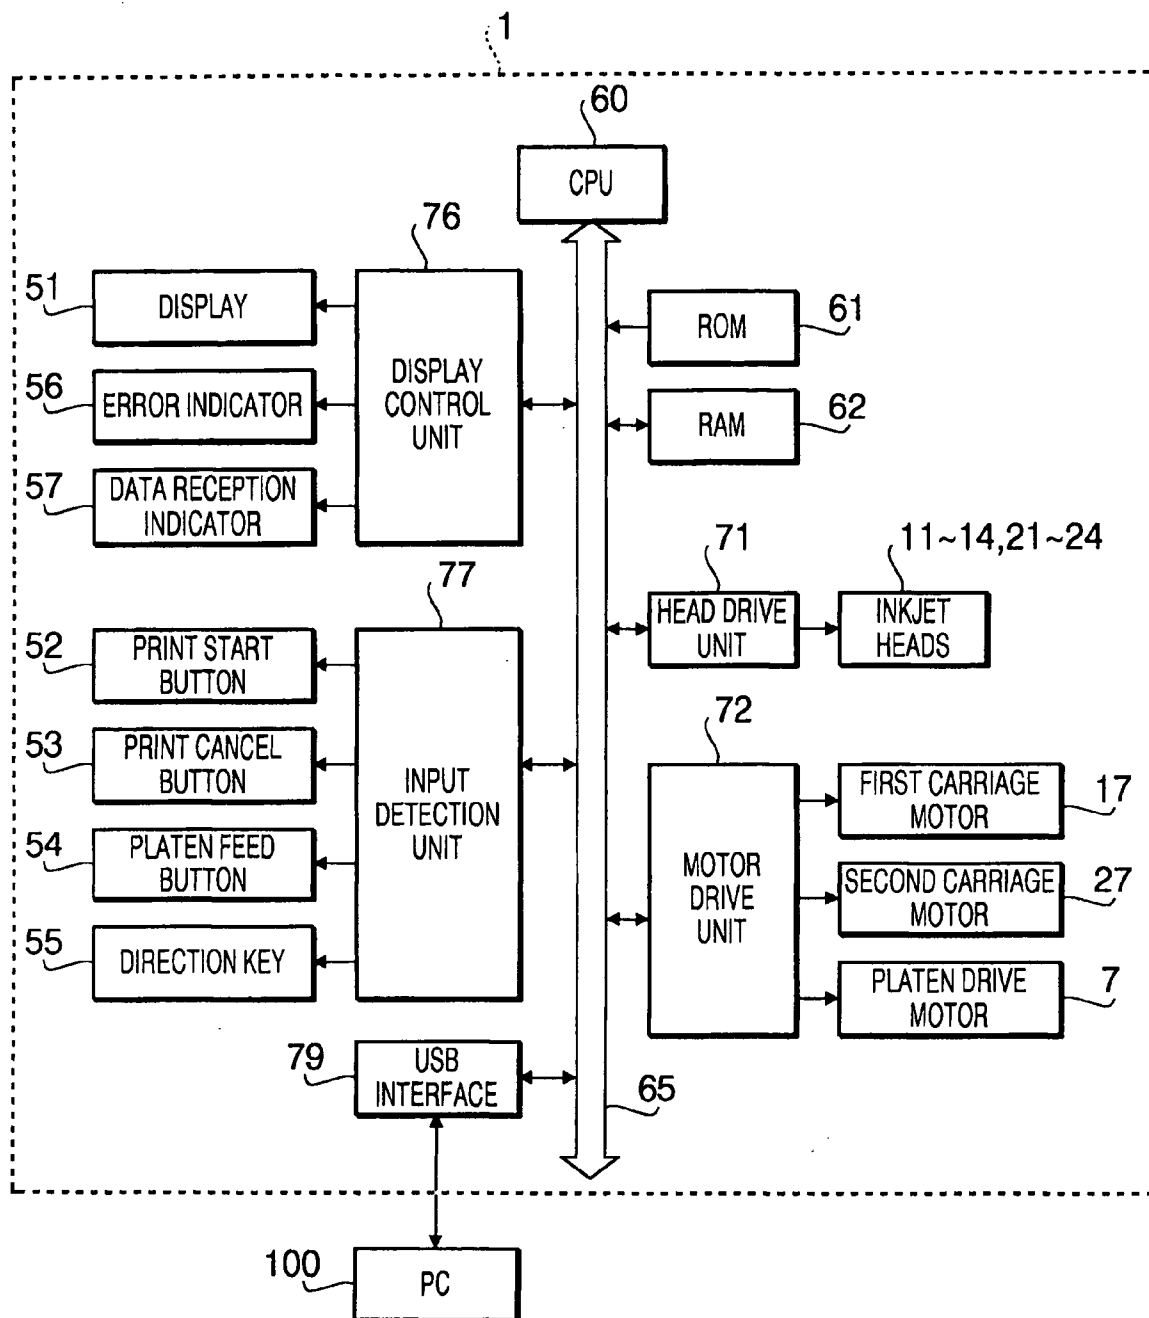 1
60
CPU
76
51
DISPLAY
DISPLAY
CONTROL
UNIT
ROM
61
56
ERROR INDICATOR
RAM
62
57
DATA RECEPTION
INDICATOR
77
71
11~14,21~24
HEAD DRIVE
UNIT
INKJET
HEADS
52
PRINT START
BUTTON
53
PRINT CANCEL
BUTTON
INPUT
DETECTION
UNIT
72
FIRST CARRIAGE
MOTOR
17
54
PLATEN FEED
BUTTON
MOTOR
DRIVE
UNIT
SECOND CARRIAGE
MOTOR
27
55
DIRECTION KEY
PLATEN DRIVE
MOTOR
7
79
USB
INTERFACE
65
100
PC